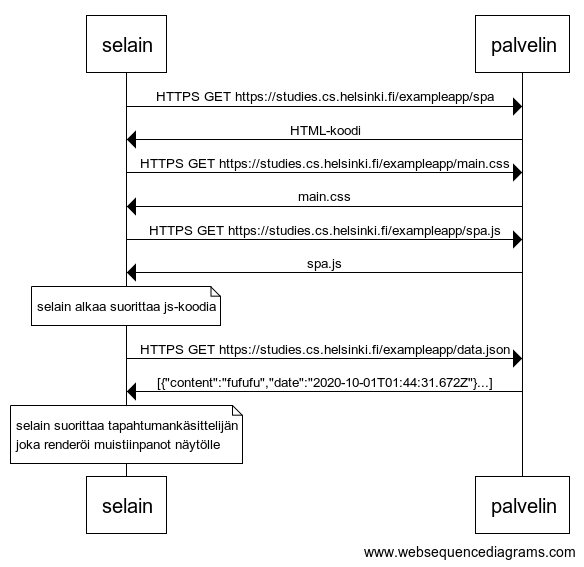 selain palvelin
HTTPS GET https://studies.cs.helsinki.fi/exampleapp/spa
HTML-koodi
HTTPS GET https://studies.cs.helsinki.fi/exampleapp/main.css
main.css
HTTPS GET https://studies.cs.helsinki.fi/exampleapp/spa.js
spa.js
selain alkaa suorittaa js-koodia
HTTPS GET https://studies.cs.helsinki.fi/exampleapp/data.json
[{"content":"fufufu","date":"2020-10-01T01:44:31.672Z"}...]
selain suorittaa tapahtumankäsittelijän
joka renderöi muistiinpanot näytölle
selain palvelin
www.websequencediagrams.com